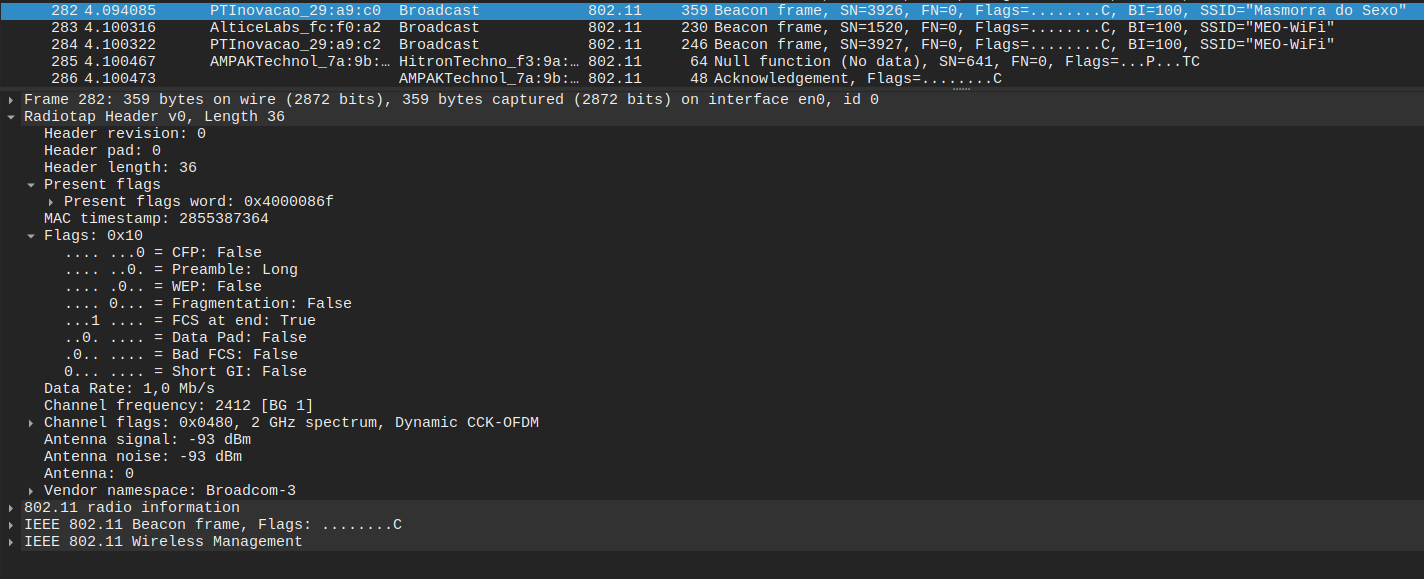 282 4.094085 PTInovacao_29:a9:c0 Broadcast 802.11 359 Beacon frame, SN=3926, FN=0, Flags=........C, BI=100, SSID="Masmorra do Sexo"
283 4.100316 AlticeLabs_fc:f0:a2 Broadcast 802.11 230 Beacon frame, SN=1520, FN=0, Flags=........C, BI=100, SSID="MEO-WiFi"
284 4.100322 PTInovacao_29:a9:c2 Broadcast 802.11 246 Beacon frame, SN=3927, FN=0, Flags=........C, BI=100, SSID="MEO-WiFi"
285 4.100467 AMPAKTechnol_7a:9b:… HitronTechno_f3:9a:… 802.11 64 Null function (No data), SN=641, FN=0, Flags=...P...TC
286 4.100473 AMPAKTechnol_7a:9b:… 802.11 48 Acknowledgement, Flags=........C
Frame 282: 359 bytes on wire (2872 bits), 359 bytes captured (2872 bits) on interface en0, id 0
Radiotap Header v0, Length 36
Header revision: 0
Header pad: 0
Header length: 36
Present flags
Present flags word: 0x4000086f
MAC timestamp: 2855387364
Flags: 0x10
.... ...0 = CFP: False
.... ..0. = Preamble: Long
.... .0.. = WEP: False
.... 0... = Fragmentation: False
...1 .... = FCS at end: True
..0. .... = Data Pad: False
.0.. .... = Bad FCS: False
0... .... = Short GI: False
Data Rate: 1,0 Mb/s
Channel frequency: 2412 [BG 1]
Channel flags: 0x0480, 2 GHz spectrum, Dynamic CCK-OFDM
Antenna signal: -93 dBm
Antenna noise: -93 dBm
Antenna: 0
Vendor namespace: Broadcom-3
802.11 radio information
IEEE 802.11 Beacon frame, Flags: ........C
IEEE 802.11 Wireless Management